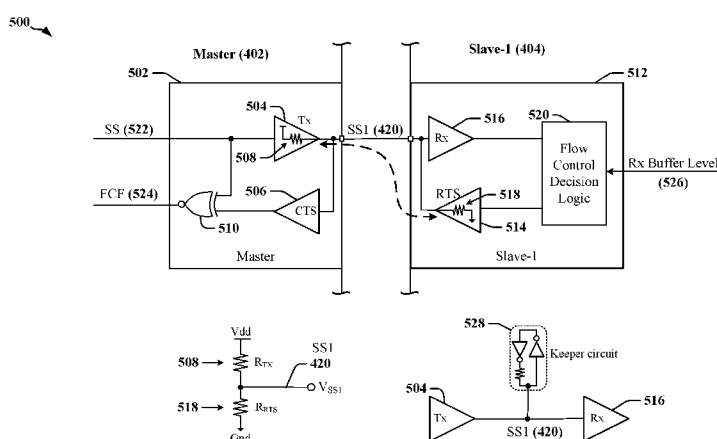 500
Master (402)
Slave-1 (404)
502
512
504
Tx
516
520
SS (522)
SS1 (420)
Rx
508
Flow
Control
Decision
Logic
Rx Buffer Level
(526)
506
FCF (524)
CTS
RTS
518
514
510
Master
Slave-1
Vdd
528
SS1
420
508
RTX
Keeper circuit
VSS1
504
516
518
RRTS
Tx
Rx
SS1 (420)
Gnd